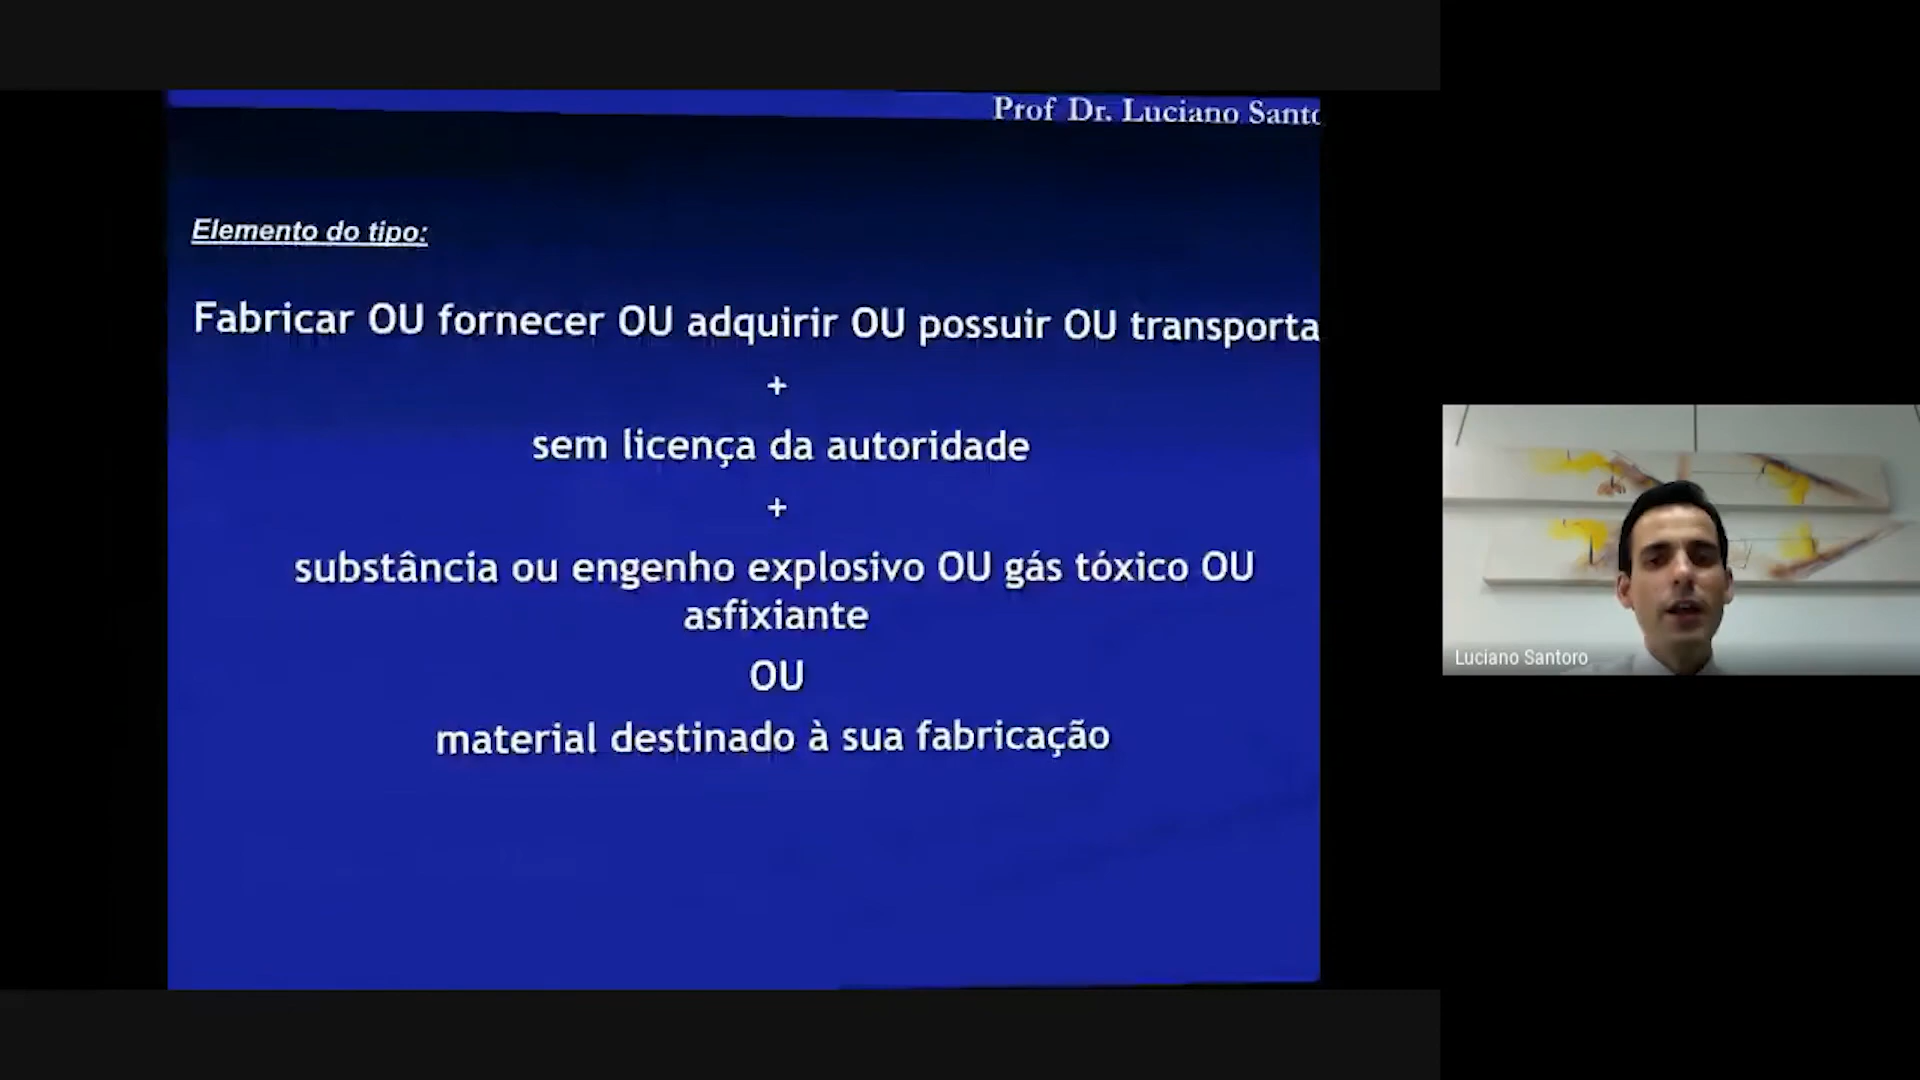 Prof Dr. Luciano Santo
Elemento do tipo:
Fabricar OU fornecer OU adquirir OU possuir OU transporta
+
sem licença da autoridade
+
substância ou engenho explosivo OU gás tóxico OU
asfixiante
OU
material destinado à sua fabricação
Luciano Santoro